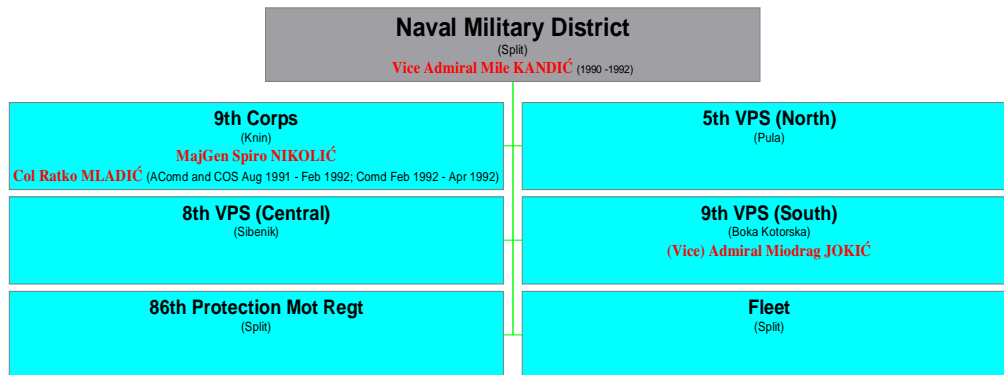 Naval Military District
(Split)
Vice Admiral Mile KANDIĆ (1990 -1992)
9th Corps
(Knin)
MajGen Spiro NIKOLIĆ
Col Ratko MLADIĆ (AComd and COS Aug 1991 - Feb 1992; Comd Feb 1992 - Apr 1992)
5th VPS (North)
(Pula)
8th VPS (Central)
(Sibenik)
9th VPS (South)
(Boka Kotorska)
(Vice) Admiral Miodrag JOKIĆ
86th Protection Mot Regt
(Split)
Fleet
(Split)